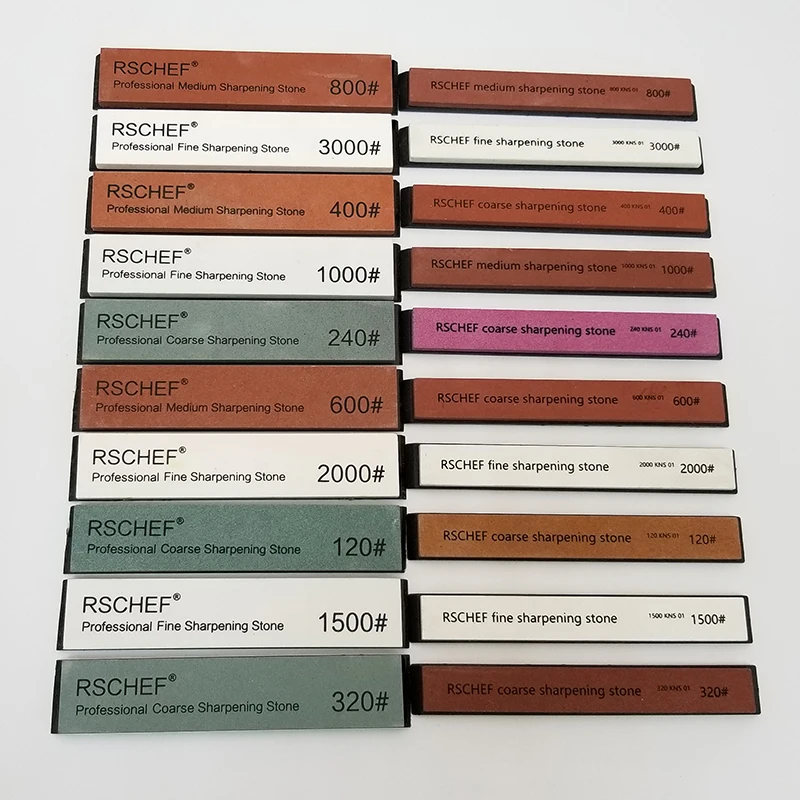 RSCHEF®
Professional Medium Sharpening Stone 800#
RSCHEF medium sharpening stone 800 KNS 01 800#
RSCHEF®
Professional Fine Sharpening Stone 3000#
RSCHEF fine sharpening stone 3000 KNS 01 3000#
RSCHEF®
Professional Medium Sharpening Stone 400#
RSCHEF coarse sharpening stone 400 KNS 01 400#
RSCHEF®
Professional Fine Sharpening Stone 1000#
RSCHEF medium sharpening stone 1000 KNS 01 1000#
RSCHEF®
Professional Coarse Sharpening Stone 240#
RSCHEF coarse sharpening stone 240 KNS 01 240#
RSCHEF®
Professional Medium Sharpening Stone 600#
RSCHEF coarse sharpening stone 600 KNS 01 600#
RSCHEF®
Professional Fine Sharpening Stone 2000#
RSCHEF fine sharpening stone 2000 KNS 01 2000#
RSCHEF®
Professional Coarse Sharpening Stone 120#
RSCHEF coarse sharpening stone 120 KNS 01 120#
RSCHEF®
Professional Fine Sharpening Stone 1500#
RSCHEF fine sharpening stone 1500 KNS 01 1500#
RSCHEF®
Professional Coarse Sharpening Stone 320#
RSCHEF coarse sharpening stone 320 KNS 01 320#